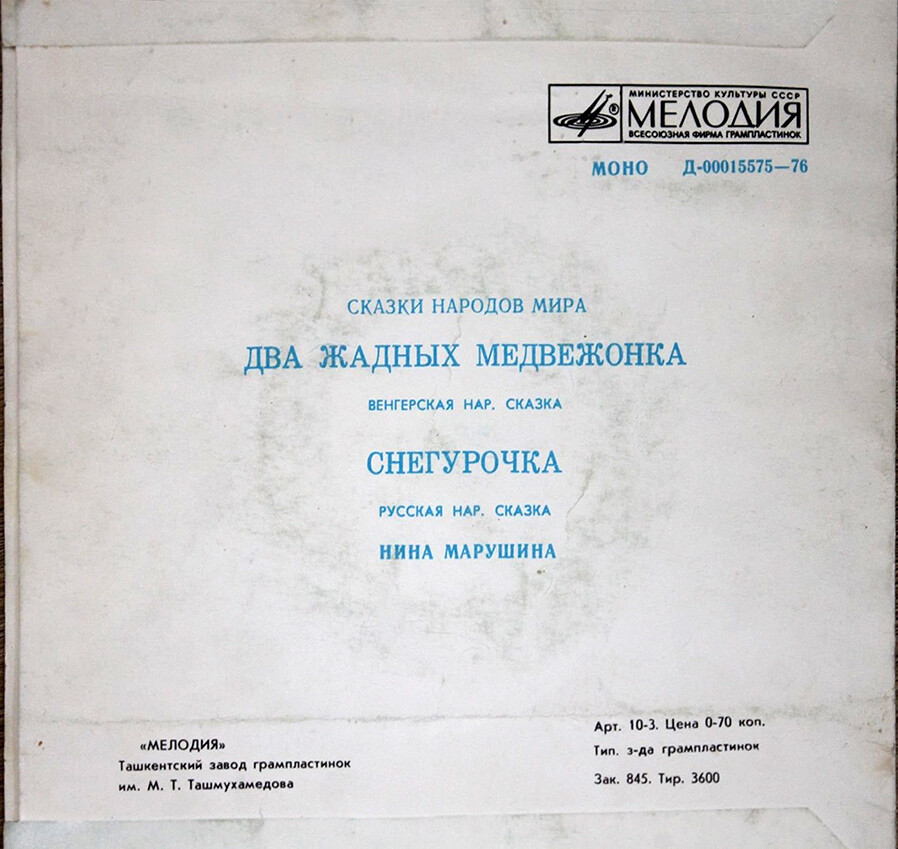 МИНИСТЕРСТВО КУЛЬТУРЫ СССР
МЕЛОДИЯ
ВСЕСОЮЗНАЯ ФИРМА ГРАМПЛАСТИНОК
МОНО Д-00015575—76
СКАЗКИ НАРОДОВ МИРА
ДВА ЖАДНЫХ МЕДВЕЖОНКА
ВЕНГЕРСКАЯ НАР. СКАЗКА
СНЕГУРОЧКА
РУССКАЯ НАР. СКАЗКА
НИНА МАРУШИНА
«МЕЛОДИЯ»
Ташкентский завод грампластинок
им. М. Т. Ташмухамедова
Арт. 10-3. Цена 0-70 коп.
Тип. з-да грампластинок
Зак. 845. Тир. 3600